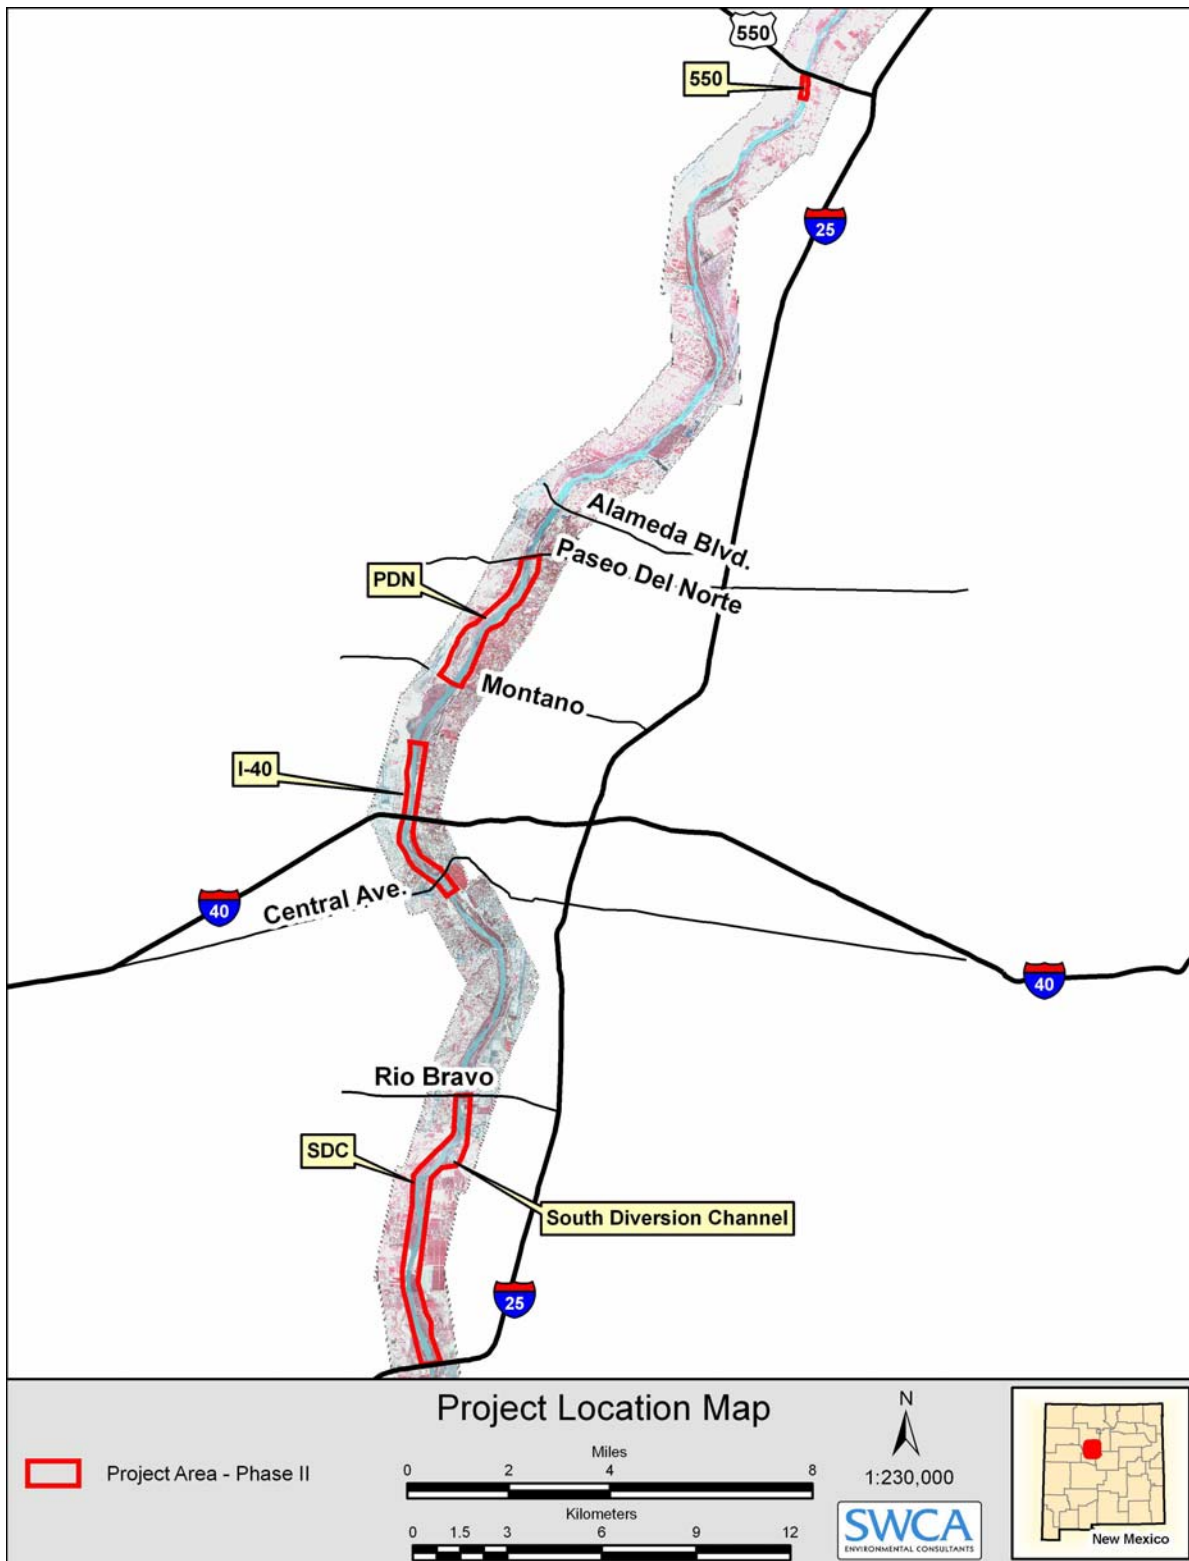 550
550
25
Alameda Blvd.
Paseo Del Norte
PDN
Montano
I-40
40
Central Ave.
40
Rio Bravo
SDC
South Diversion Channel
25
Project Location Map
Project Area - Phase II
Miles
0 2 4 8
Kilometers
0 1.5 3 6 9 12
N
1:230,000
SWCA
ENVIRONMENTAL CONSULTANTS
New Mexico